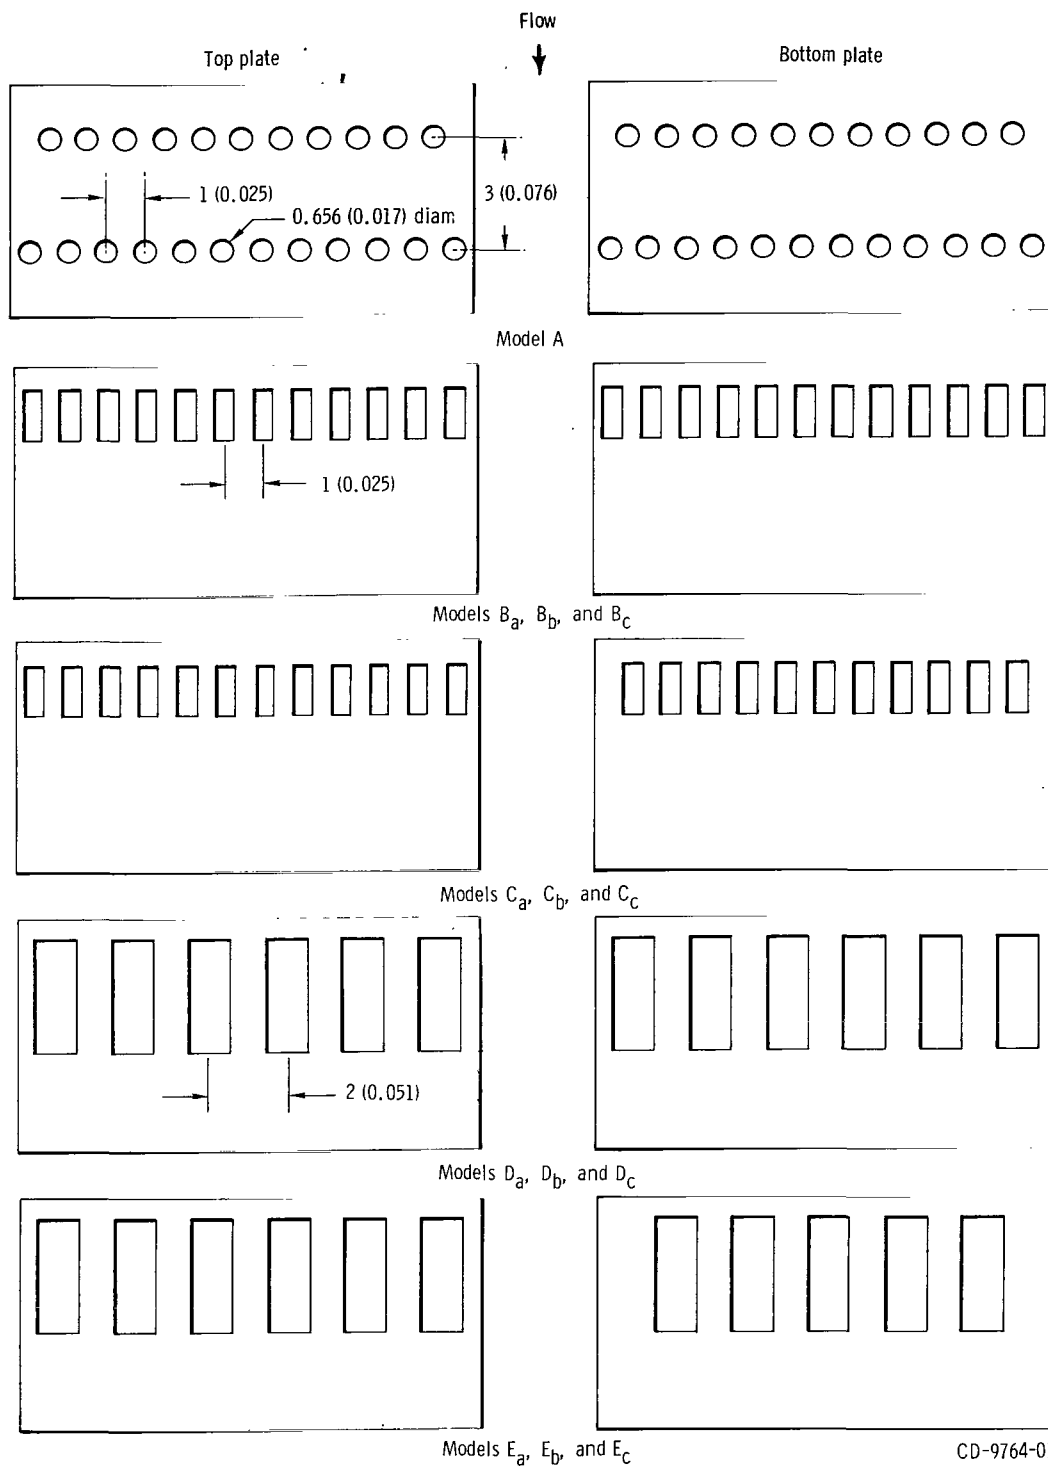 Flow
Top plate
Bottom plate
1 (0.025)
3 (0.076)
0.656 (0.017) diam
Model A
1 (0.025)
Models Ba, Bb, and Bc
Models Ca, Cb, and Cc
2 (0.051)
Models Da, Db, and Dc
Models Ea, Eb, and Ec
CD-9764-0